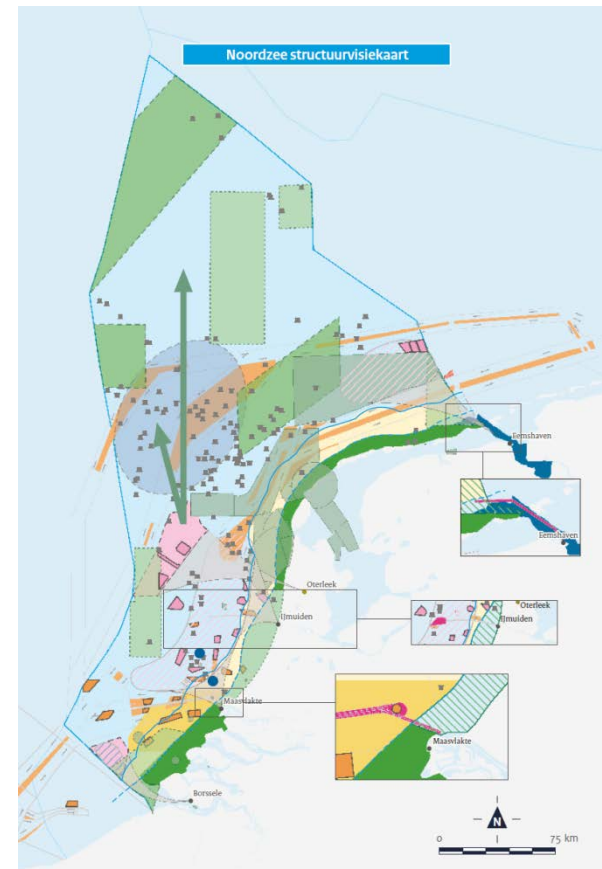 Noordzee structuurvisiekaart
Eemshaven
Eemshaven
Oterleek
Oterleek
IJmuiden
IJmuiden
Maasvlakte
Maasvlakte
Borssele
N
0 75 km